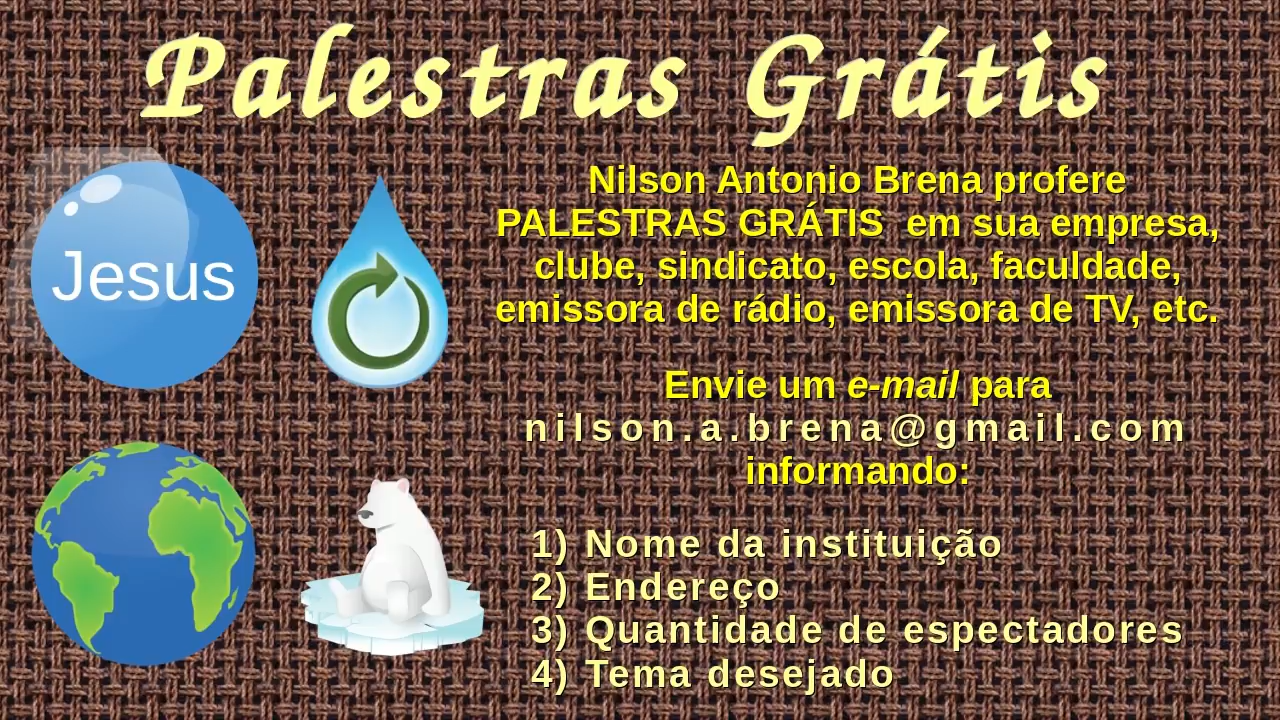 Palestras Grátis
Jesus
Nilson Antonio Brena profere
PALESTRAS GRÁTIS em sua empresa,
clube, sindicato, escola, faculdade,
emissora de rádio, emissora de TV, etc.
Envie um e-mail para
nilson.a.brena@gmail.com
informando:
1) Nome da instituição
2) Endereço
3) Quantidade de espectadores
4) Tema desejado